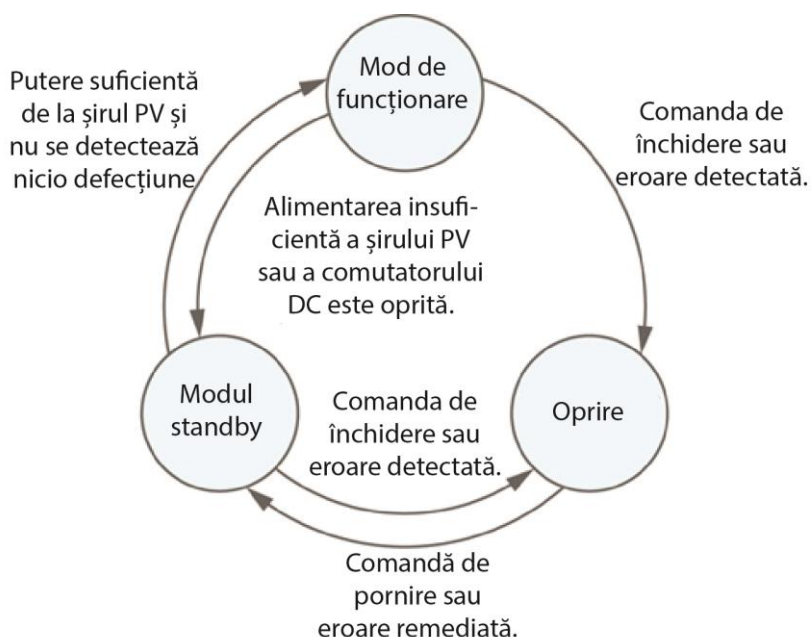 Mod de
funcționare
Putere suficientă
de la șirul PV și
nu se detectează
nicio defecțiune
Comanda de
închidere sau
eroare detectată.
Alimentarea insufi-
cientă a șirului PV
sau a comutatorului
DC este oprită.
Modul
standby
Comanda de
închidere sau
eroare detectată.
Oprire
Comandă de
pornire sau
eroare remediată.